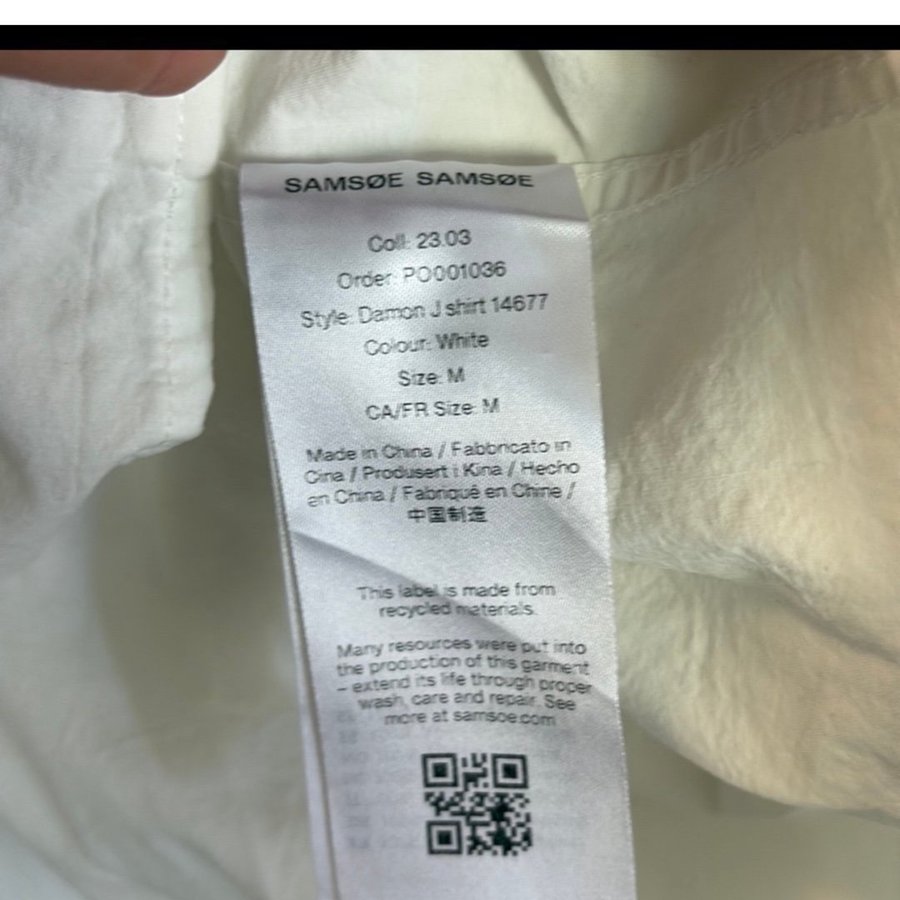 SAMSØE SAMSØE
Coll: 23.03
Order: PO001036
Style: Damon J shirt 14677
Colour: White
Size: M
CA/FR Size: M
Made in China / Fabbricato in
Cina / Produsert i Kina / Hecho
en China / Fabriqué en Chine /
中国制造
This label is made from
recycled materials.
Many resources were put into
the production of this garment
– extend its life through proper
wash, care and repair. See
more at samsoe.com